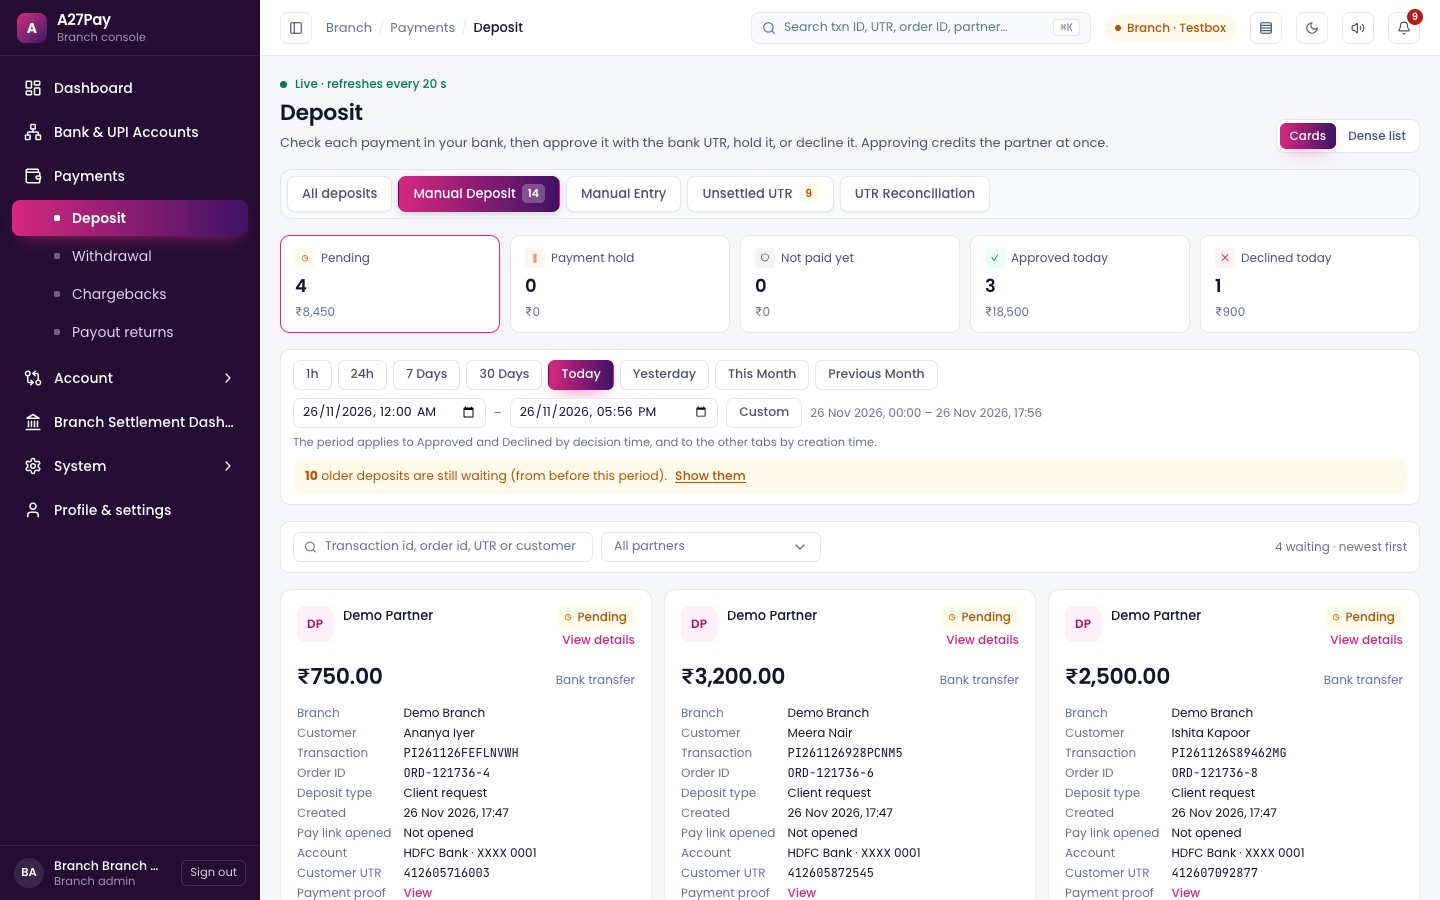 A
A27Pay
Branch console
Dashboard
Bank & UPI Accounts
Payments
Deposit
Withdrawal
Chargebacks
Payout returns
Account
Branch Settlement Dash...
System
Profile & settings
BA
Branch Branch ...
Branch admin
Sign out
Branch / Payments / Deposit
Search txn ID, UTR, order ID, partner...
⌘K
Branch · Testbox
9
Live · refreshes every 20 s
Deposit
Check each payment in your bank, then approve it with the bank UTR, hold it, or decline it. Approving credits the partner at once.
Cards Dense list
All deposits Manual Deposit 14 Manual Entry Unsettled UTR 9 UTR Reconciliation
Pending
4
₹8,450
Payment hold
0
₹0
Not paid yet
0
₹0
Approved today
3
₹18,500
Declined today
1
₹900
1h 24h 7 Days 30 Days Today Yesterday This Month Previous Month
26/11/2026, 12:00 AM – 26/11/2026, 05:56 PM Custom 26 Nov 2026, 00:00 – 26 Nov 2026, 17:56
The period applies to Approved and Declined by decision time, and to the other tabs by creation time.
10 older deposits are still waiting (from before this period). Show them
Transaction id, order id, UTR or customer
All partners
4 waiting · newest first
DP
Demo Partner
Pending
View details
₹750.00
Bank transfer
Branch Demo Branch
Customer Ananya Iyer
Transaction PI261126FEFLNVWH
Order ID ORD-121736-4
Deposit type Client request
Created 26 Nov 2026, 17:47
Pay link opened Not opened
Account HDFC Bank · XXXX 0001
Customer UTR 412605716003
Payment proof View
DP
Demo Partner
Pending
View details
₹3,200.00
Bank transfer
Branch Demo Branch
Customer Meera Nair
Transaction PI261126928PCNM5
Order ID ORD-121736-6
Deposit type Client request
Created 26 Nov 2026, 17:47
Pay link opened Not opened
Account HDFC Bank · XXXX 0001
Customer UTR 412605872545
Payment proof View
DP
Demo Partner
Pending
View details
₹2,500.00
Bank transfer
Branch Demo Branch
Customer Ishita Kapoor
Transaction PI261126S89462MG
Order ID ORD-121736-8
Deposit type Client request
Created 26 Nov 2026, 17:47
Pay link opened Not opened
Account HDFC Bank · XXXX 0001
Customer UTR 412607092877
Payment proof View